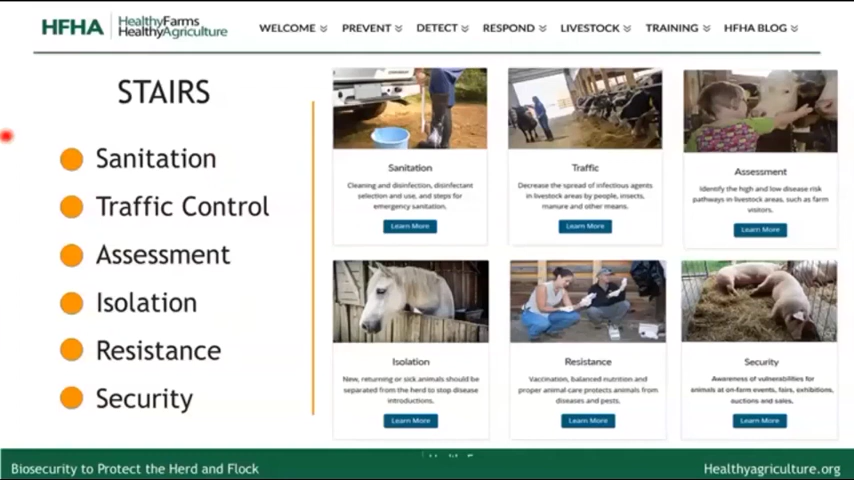 HFHA HealthyFarms HealthyAgriculture
WELCOME PREVENT DETECT RESPOND LIVESTOCK TRAINING HFHA BLOG
STAIRS
Sanitation
Traffic Control
Assessment
Isolation
Resistance
Security
Sanitation
Cleaning and disinfection, disinfectant
selection and use, and steps for
emergency sanitation.
Learn More
Traffic
Decrease the spread of infectious agents
in livestock areas by people, insects,
manure and other means.
Learn More
Assessment
Identify the high and low disease risk
pathways in livestock areas, such as farm
visitors.
Learn More
Isolation
New, returning or sick animals should be
separated from the herd to stop disease
introductions.
Learn More
Resistance
Vaccination, balanced nutrition and
proper animal care protects animals from
diseases and pests.
Learn More
Security
Awareness of vulnerabilities for
animals at on-farm events, fairs, exhibitions,
auctions and sales.
Learn More
Biosecurity to Protect the Herd and Flock
Healthyagriculture.org